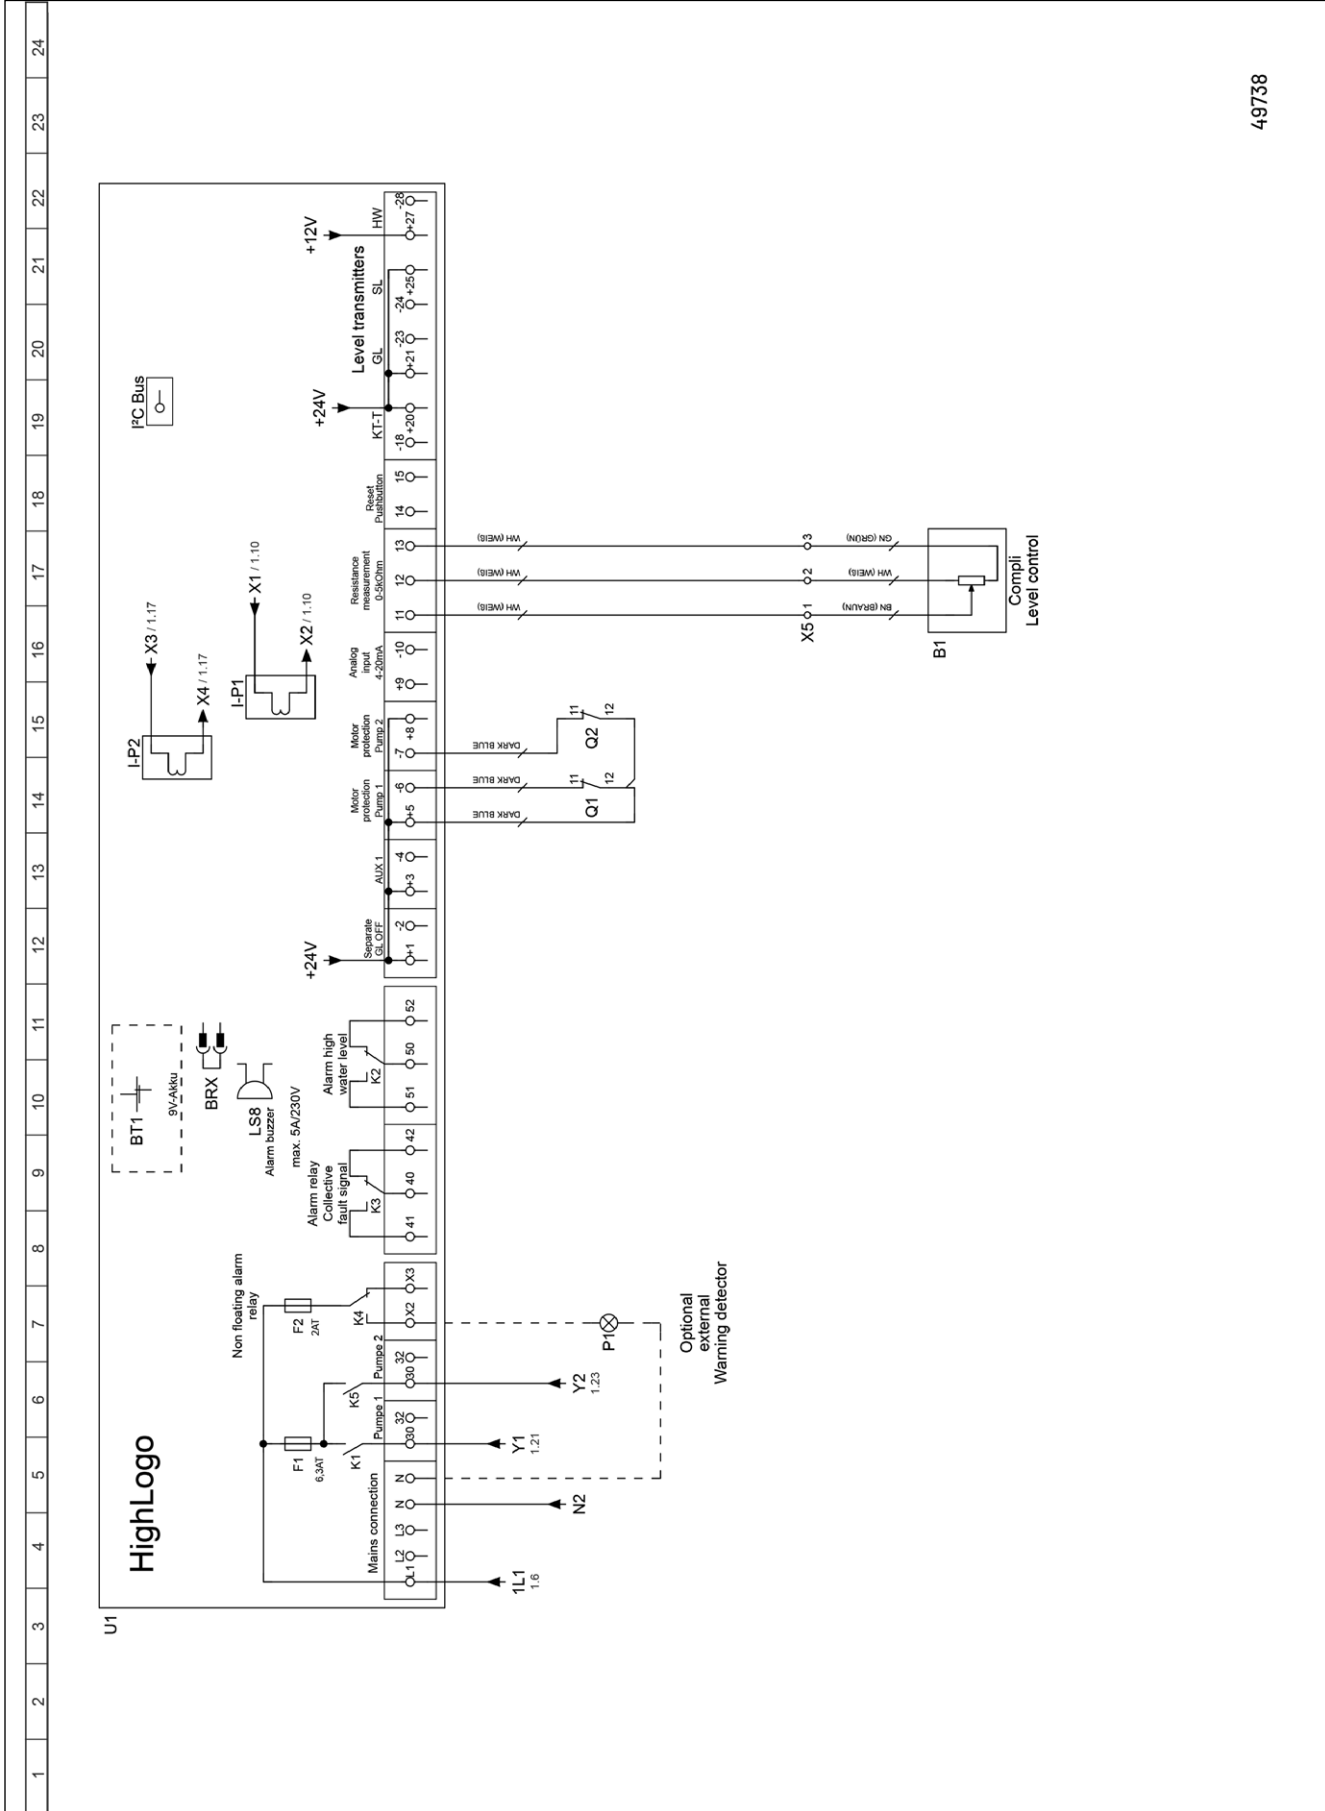 1 2 3 4 5 6 7 8 9 10 11 12 13 14 15 16 17 18 19 20 21 22 23 24
U1
HighLogo
BT1
9V-Akku
BRX
LS8
Alarm buzzer
max. 5A/230V
I-P2
X3 / 1.17
X4 / 1.17
I-P1
X1 / 1.10
X2 / 1.10
I²C Bus
Non floating alarm
relay
F1
6,3AT
F2
2AT
K1
K5
K4
Alarm relay
Collective
fault signal
K3
Alarm high
water level
K2
+24V
+24V
+12V
Mains connection
Pumpe 1
Pumpe 2
Separate
GL OFF
AUX 1
Motor
protection
Pump 1
Motor
protection
Pump 2
Analog
input
4-20mA
Resistance
measurement
0-5kOhm
Reset
Pushbutton
Level transmitters
KT-T
GL
SL
HW
L1 L2 L3 N N 30 32 30 32 X2 X3
41 40 42 51 50 52
+1 -2 +3 -4 +5 -6 -7 +8 +9 -10 11 12 13 14 15 -18 +20 +21 -23 -24 +25 +27 -28
DARK BLUE
DARK BLUE
DARK BLUE
WH (WEIß)
WH (WEIß)
WH (WEIß)
1L1
1.6
N2
Y1
1.21
Y2
1.23
P1
Optional
external
Warning detector
Q1
11
12
Q2
11
12
X5
1
2
3
BN (BRAUN)
WH (WEIß)
GN (GRÜN)
B1
Compli
Level control
49738